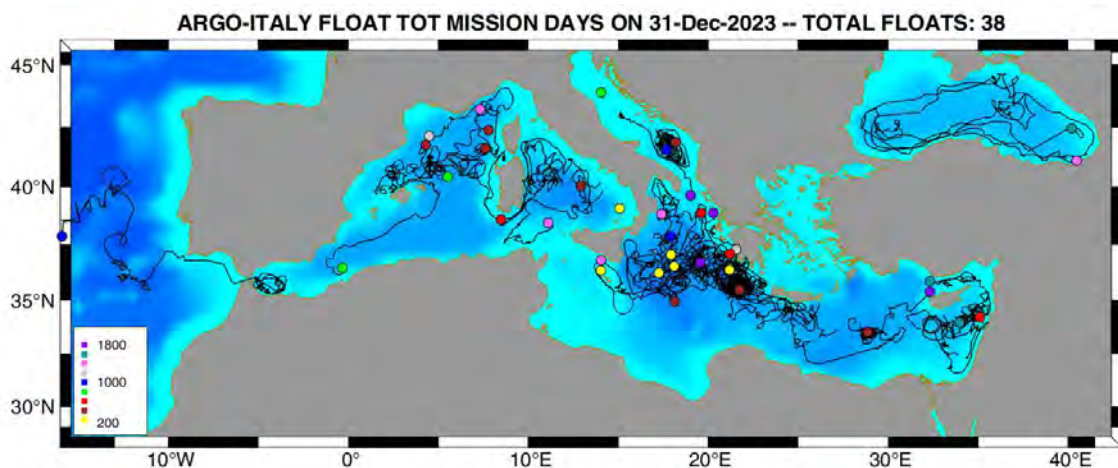 ARGO-ITALY FLOAT TOT MISSION DAYS ON 31-Dec-2023 -- TOTAL FLOATS: 38
45°N
40°N
35°N
30°N
1800
1000
200
10°W
0°
10°E
20°E
30°E
40°E